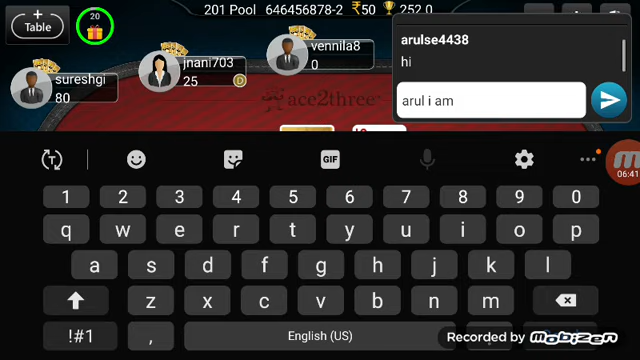 +
Table
20
201 Pool 646456878-2 ₹50 252.0
arulse4438
hi
arul i am
vennila8
0
jnani703
25
D
sureshgi
80
ace2three
T
GIF
06:41
1 2 3 4 5 6 7 8 9 0
q w e r t y u i o p
a s d f g h j k l
z x c v b n m
!#1 , English (US)
Recorded by MOBIZEN